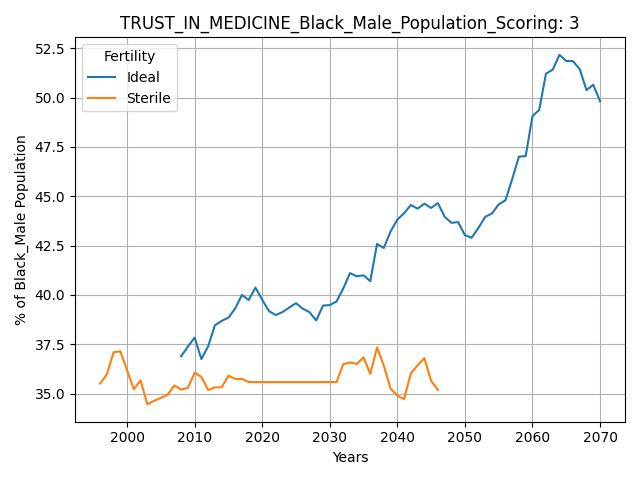 TRUST_IN_MEDICINE_Black_Male_Population_Scoring: 3
Fertility
Ideal
Sterile
% of Black_Male Population
52.5
50.0
47.5
45.0
42.5
40.0
37.5
35.0
2000 2010 2020 2030 2040 2050 2060 2070
Years